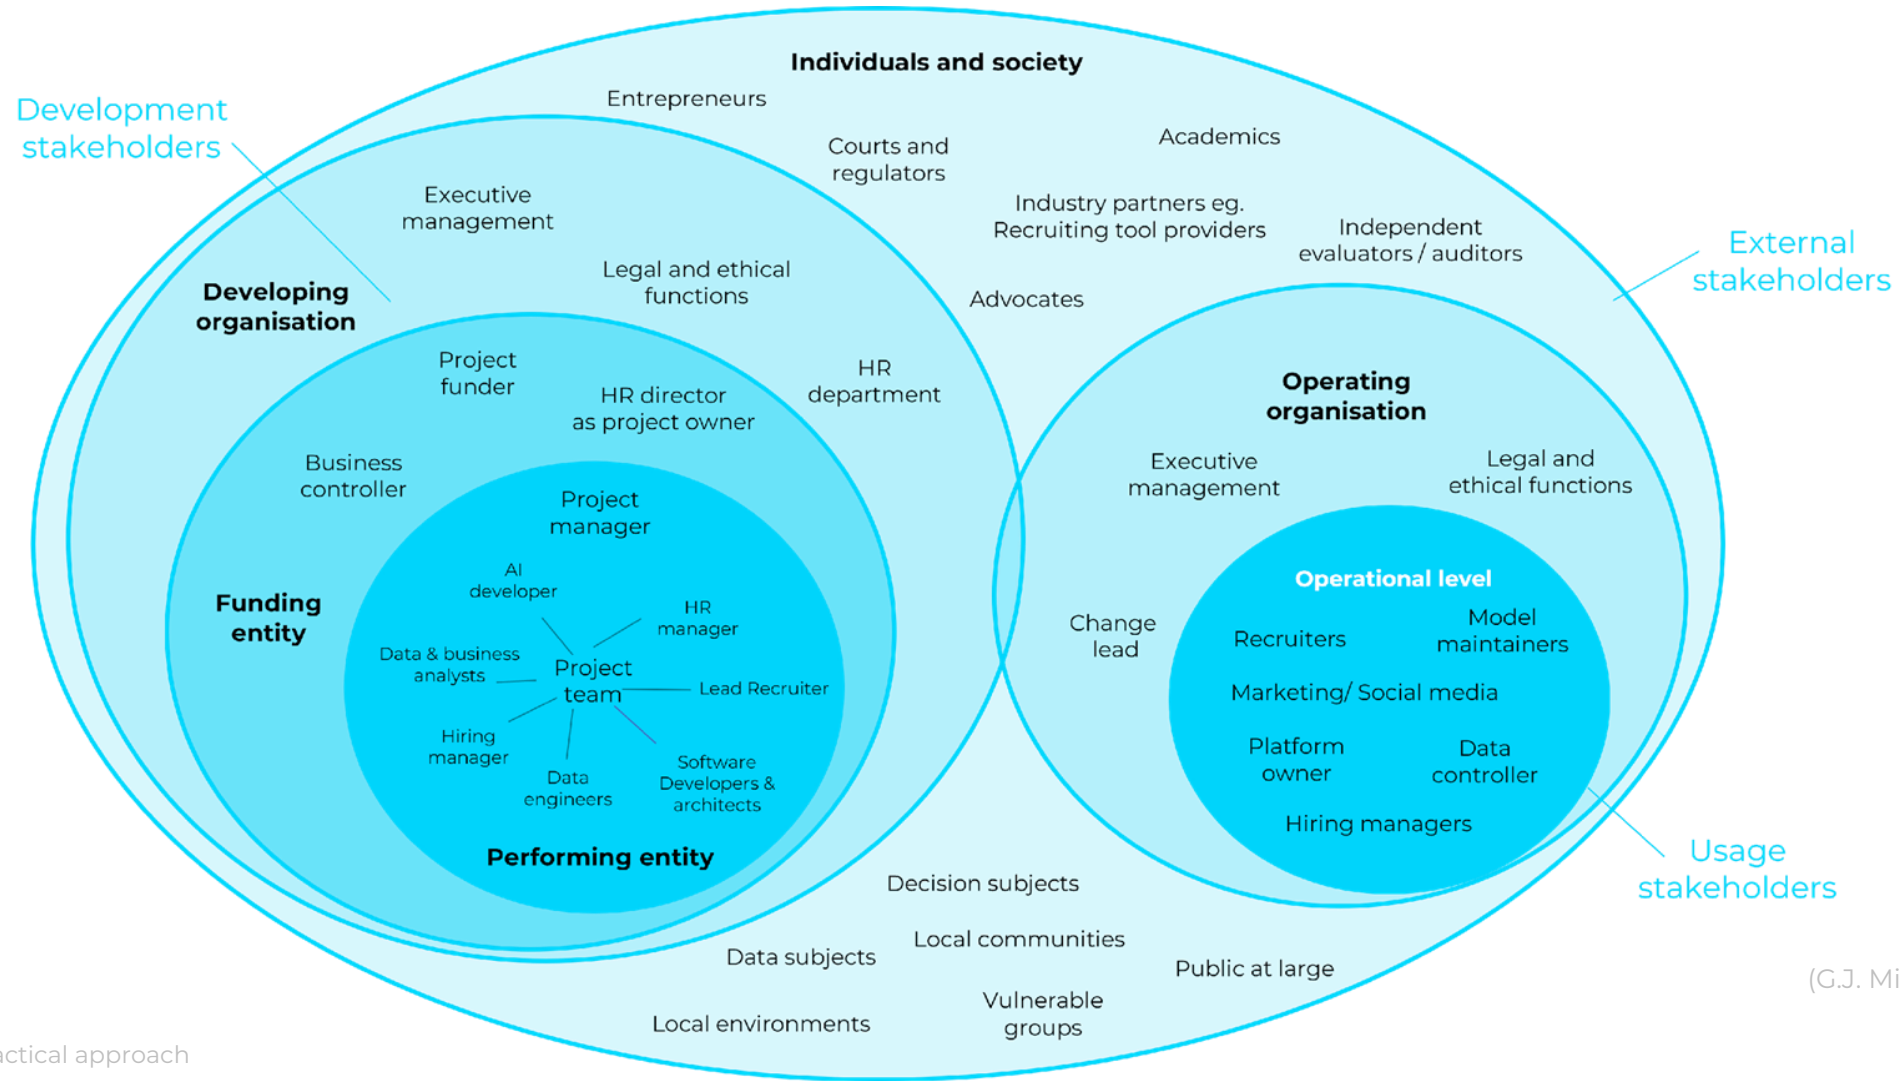 Individuals and society
Entrepreneurs
Development
stakeholders
Courts and
regulators
Academics
Executive
management
Industry partners eg.
Recruiting tool providers
Independent
evaluators / auditors
External
stakeholders
Legal and ethical
functions
Advocates
Developing
organisation
Project
funder
HR director
as project owner
HR
department
Operating
organisation
Business
controller
Executive
management
Legal and
ethical functions
Project
manager
AI
developer
HR
manager
Funding
entity
Data & business
analysts
Project
team
Lead Recruiter
Hiring
manager
Data
engineers
Software
Developers &
architects
Performing entity
Change
lead
Operational level
Recruiters
Model
maintainers
Marketing/ Social media
Platform
owner
Data
controller
Hiring managers
Usage
stakeholders
Decision subjects
Local communities
Data subjects
Public at large
Vulnerable
groups
Local environments
(G.J. Mi
actical approach